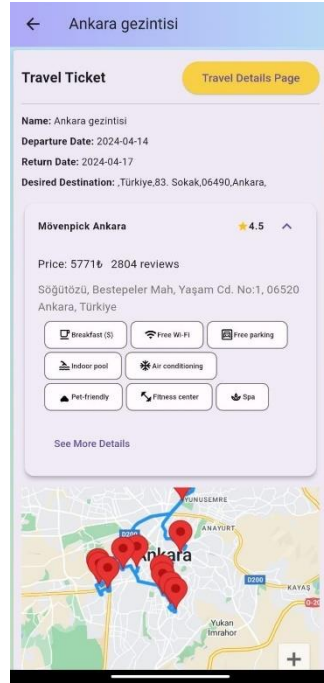 Ankara gezintisi
Travel Ticket
Travel Details Page
Name: Ankara gezintisi
Departure Date: 2024-04-14
Return Date: 2024-04-17
Desired Destination: ,Türkiye,83. Sokak,06490,Ankara,
Mövenpick Ankara
4.5
Price: 5771₺ 2804 reviews
Söğütözü, Bestepeler Mah, Yaşam Cd. No:1, 06520
Ankara, Türkiye
Breakfast ($)
Free Wi-Fi
Free parking
Indoor pool
Air conditioning
Pet-friendly
Fitness center
Spa
See More Details
YUNUSEMRE
ANAYURT
D200
Ankara
D200
KAYAŞ
Yukarı
İmrahor
+